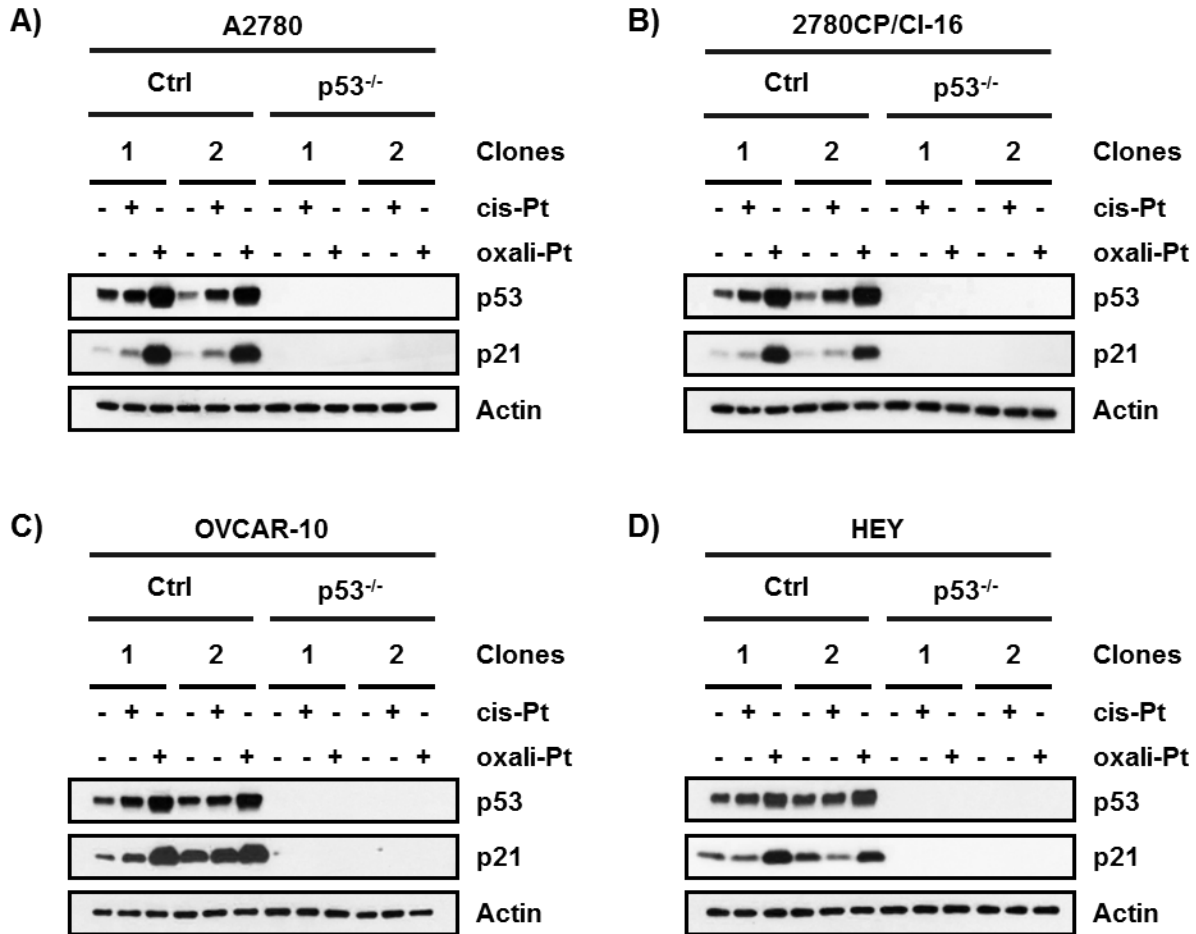 A)
A2780
Ctrl p53-/-
1 2 1 2 Clones
- + - - + - - + - - + - cis-Pt
- - + - - + - - + - - + oxali-Pt
p53
p21
Actin
B)
2780CP/CI-16
Ctrl p53-/-
1 2 1 2 Clones
- + - - + - - + - - + - cis-Pt
- - + - - + - - + - - + oxali-Pt
p53
p21
Actin
C)
OVCAR-10
Ctrl p53-/-
1 2 1 2 Clones
- + - - + - - + - - + - cis-Pt
- - + - - + - - + - - + oxali-Pt
p53
p21
Actin
D)
HEY
Ctrl p53-/-
1 2 1 2 Clones
- + - - + - - + - - + - cis-Pt
- - + - - + - - + - - + oxali-Pt
p53
p21
Actin